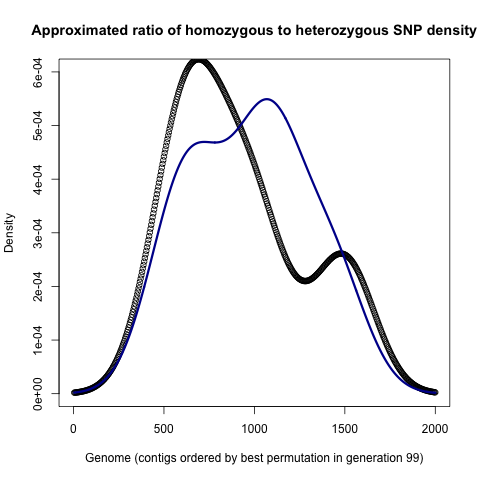 Approximated ratio of homozygous to heterozygous SNP density
6e-04
5e-04
4e-04
3e-04
2e-04
1e-04
0e+00
Density
0 500 1000 1500 2000
Genome (contigs ordered by best permutation in generation 99)